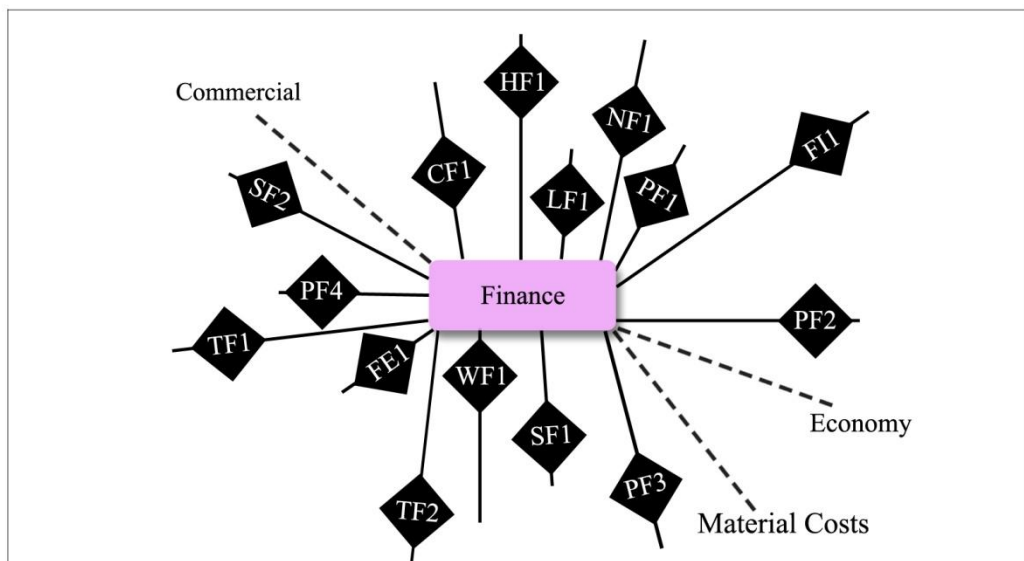 HF1
Commercial
NF1
FI1
CF1
SF2
LF1
PF1
PF4
Finance
PF2
TF1
FE1
WF1
Economy
SF1
PF3
TF2
Material Costs